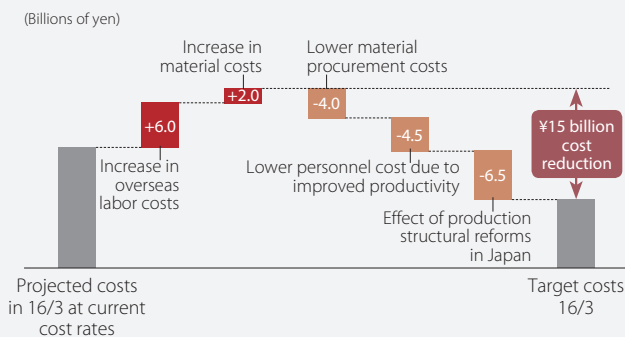 (Billions of yen)
Increase in
material costs
Lower material
procurement costs
+2.0
-4.0
+6.0
-4.5
¥15 billion
cost
reduction
Increase in
overseas
labor costs
Lower personnel cost due to
improved productivity
-6.5
Effect of production
structural reforms
in Japan
Projected costs
in 16/3 at current
cost rates
Target costs
16/3